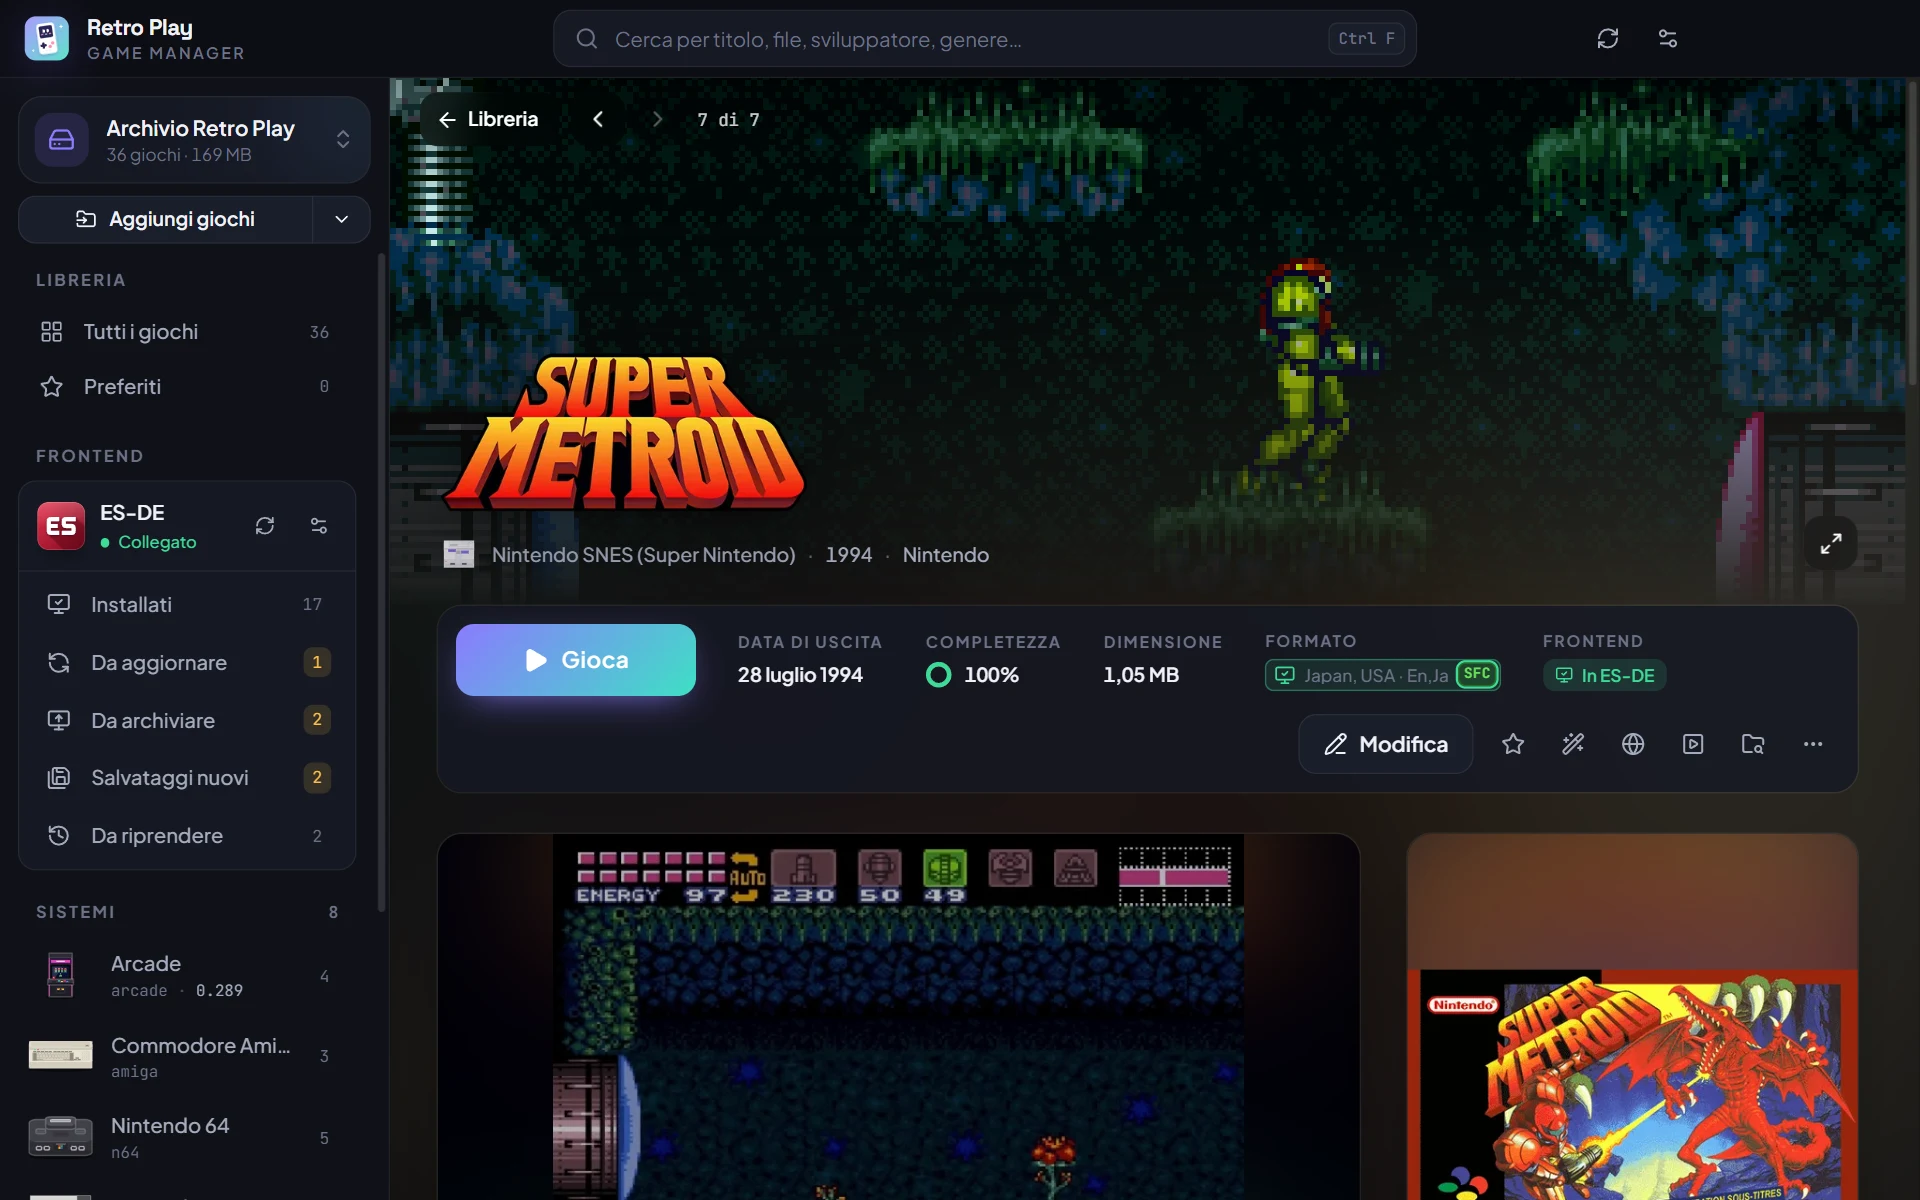 Retro Play
GAME MANAGER
Cerca per titolo, file, sviluppatore, genere…
Ctrl F
Archivio Retro Play
36 giochi · 169 MB
Aggiungi giochi
LIBRERIA
Tutti i giochi 36
Preferiti 0
FRONTEND
ES
ES-DE
Collegato
Installati 17
Da aggiornare 1
Da archiviare 2
Salvataggi nuovi 2
Da riprendere 2
SISTEMI 8
Arcade
arcade · 0.289
4
Commodore Ami…
amiga
3
Nintendo 64
n64
5
Libreria
7 di 7
SUPER
METROID
Nintendo SNES (Super Nintendo) · 1994 · Nintendo
Gioca
DATA DI USCITA
28 luglio 1994
COMPLETEZZA
100%
DIMENSIONE
1,05 MB
FORMATO
Japan, USA · En,Ja SFC
FRONTEND
In ES-DE
Modifica
ENERGY 97
AUTO
230 50 49
Nintendo
SUPER
METROID
SOUS-TITRES